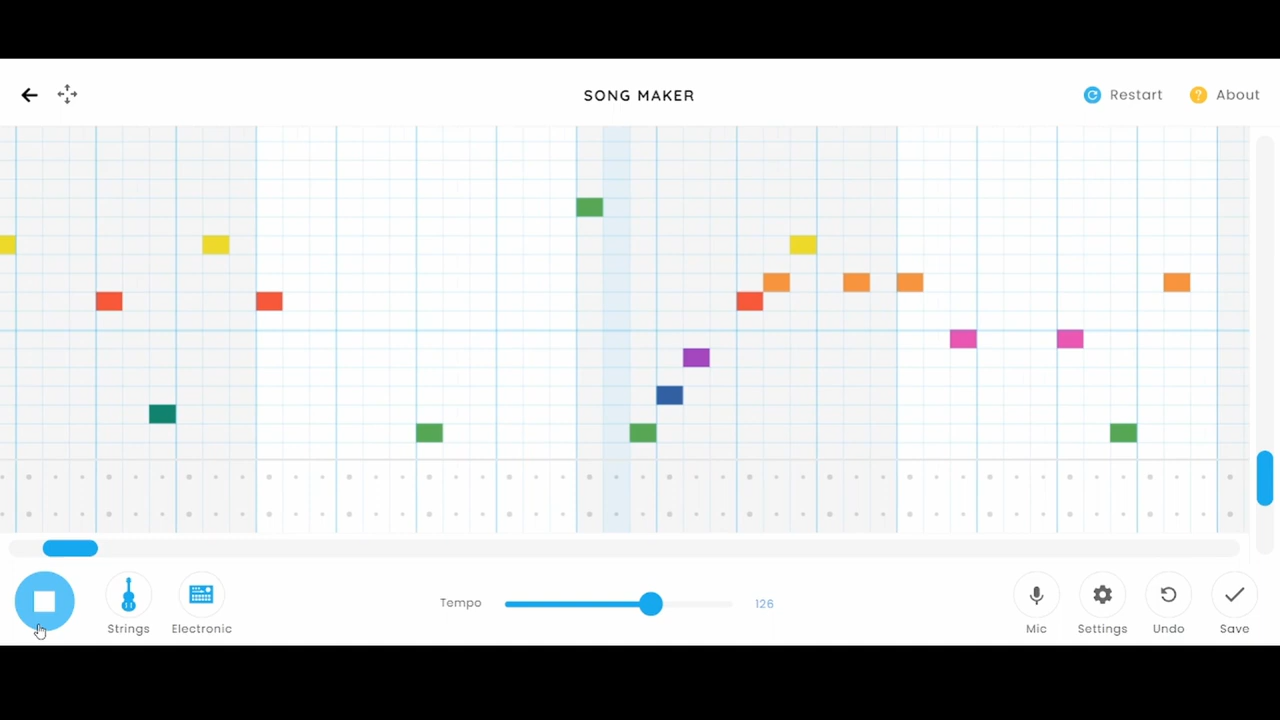 SONG MAKER
Restart
? About
Strings
Electronic
Tempo
126
Mic
Settings
Undo
Save